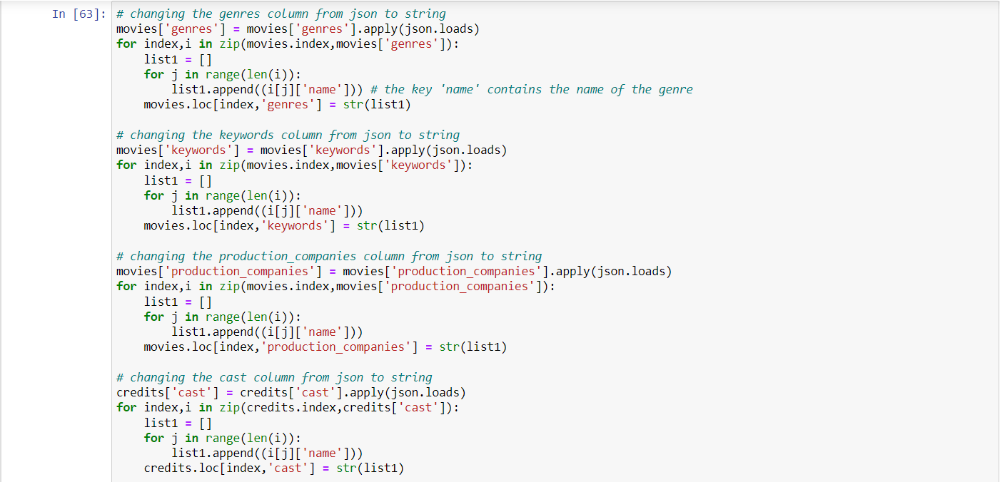 In [63]: # changing the genres column from json to string
movies['genres'] = movies['genres'].apply(json.loads)
for index,i in zip(movies.index,movies['genres']):
    list1 = []
    for j in range(len(i)):
        list1.append((i[j]['name'])) # the key 'name' contains the name of the genre
    movies.loc[index,'genres'] = str(list1)

# changing the keywords column from json to string
movies['keywords'] = movies['keywords'].apply(json.loads)
for index,i in zip(movies.index,movies['keywords']):
    list1 = []
    for j in range(len(i)):
        list1.append((i[j]['name']))
    movies.loc[index,'keywords'] = str(list1)

# changing the production_companies column from json to string
movies['production_companies'] = movies['production_companies'].apply(json.loads)
for index,i in zip(movies.index,movies['production_companies']):
    list1 = []
    for j in range(len(i)):
        list1.append((i[j]['name']))
    movies.loc[index,'production_companies'] = str(list1)

# changing the cast column from json to string
credits['cast'] = credits['cast'].apply(json.loads)
for index,i in zip(credits.index,credits['cast']):
    list1 = []
    for j in range(len(i)):
        list1.append((i[j]['name']))
    credits.loc[index,'cast'] = str(list1)